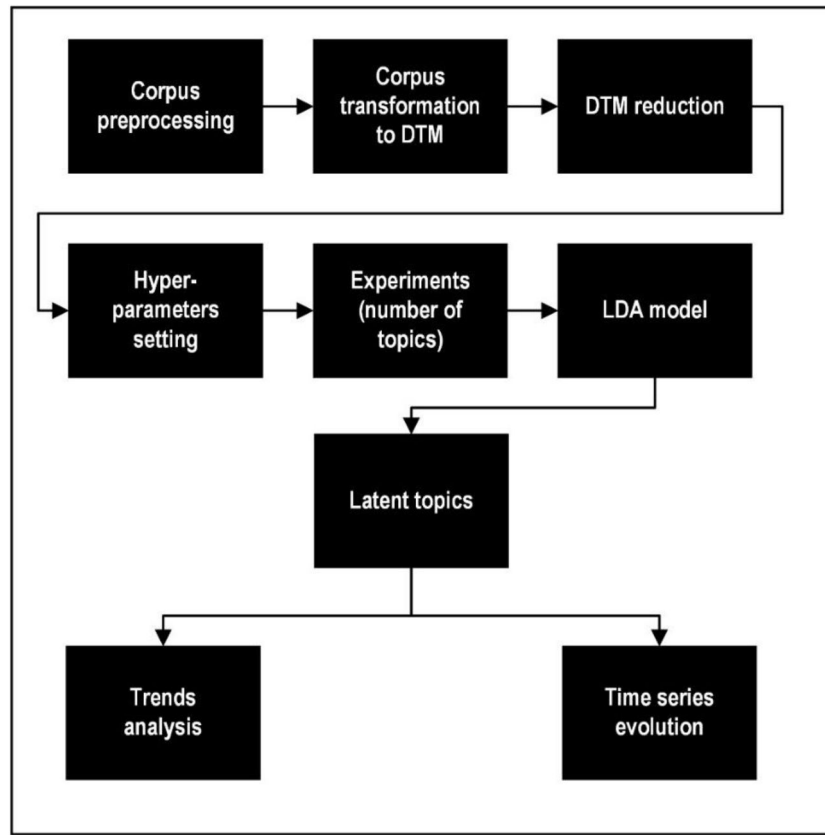 Corpus
preprocessing
Corpus
transformation
to DTM
DTM reduction
Hyper-
parameters
setting
Experiments
(number of
topics)
LDA model
Latent topics
Trends
analysis
Time series
evolution